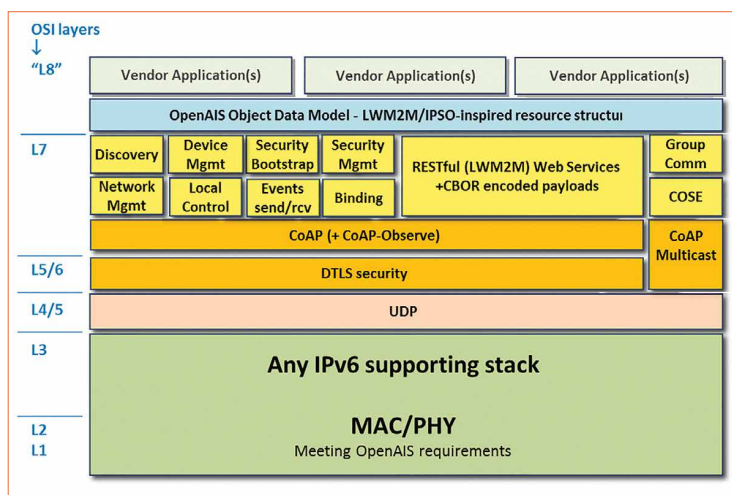 OSI layers
↓
"L8"
Vendor Application(s)
Vendor Application(s)
Vendor Application(s)
OpenAIS Object Data Model - LWM2M/IPSO-inspired resource structu
L7
Discovery
Device
Mgmt
Security
Bootstrap
Security
Mgmt
RESTful (LWM2M) Web Services
+CBOR encoded payloads
Group
Comm
Network
Mgmt
Local
Control
Events
send/rcv
Binding
COSE
CoAP (+ CoAP-Observe)
CoAP
Multicast
L5/6
DTLS security
L4/5
UDP
L3
Any IPv6 supporting stack
L2
MAC/PHY
L1
Meeting OpenAIS requirements